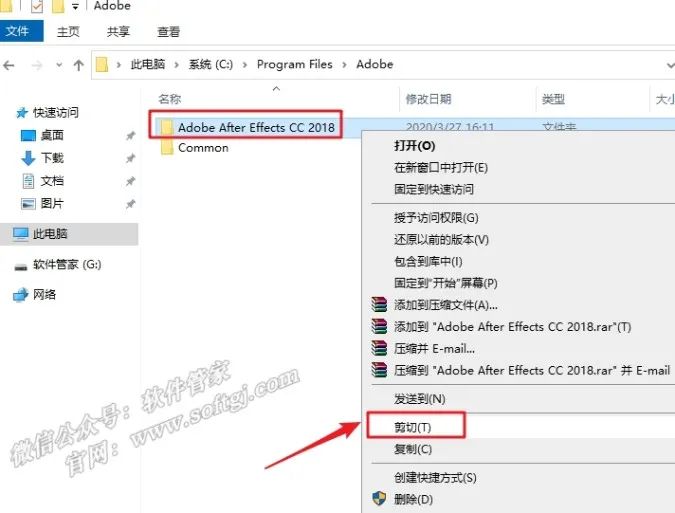 Adobe
文件 主页 共享 查看
此电脑 系统 (C:) Program Files Adobe
名称 修改日期 类型 大小
快速访问
桌面
下载
文档
图片
此电脑
软件管家 (G:)
网络
Adobe After Effects CC 2018 2020/3/27 16:11 文件夹
Common
打开(O)
在新窗口中打开(E)
固定到快速访问
授予访问权限(G)
还原以前的版本(V)
包含到库中(I)
固定到"开始"屏幕(P)
添加到压缩文件(A)...
添加到 "Adobe After Effects CC 2018.rar"(T)
压缩并 E-mail...
压缩到 "Adobe After Effects CC 2018.rar" 并 E-mail
发送到(N)
剪切(T)
复制(C)
创建快捷方式(S)
删除(D)
微信公众号：软件管家
官网：www.softgj.com